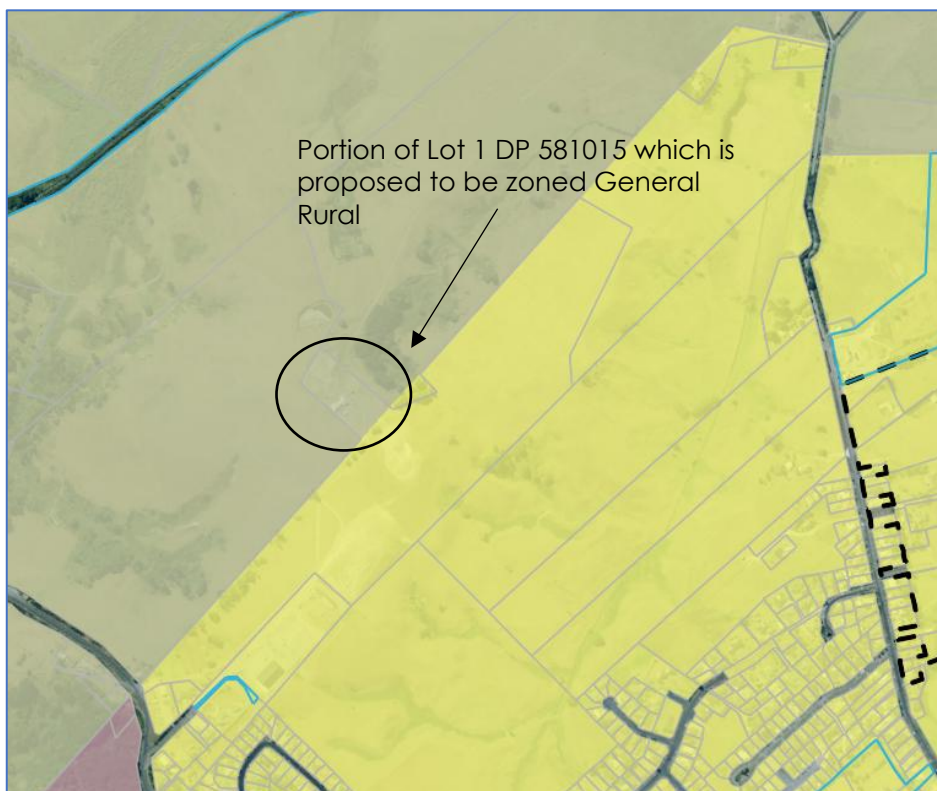 Portion of Lot 1 DP 581015 which is
proposed to be zoned General
Rural